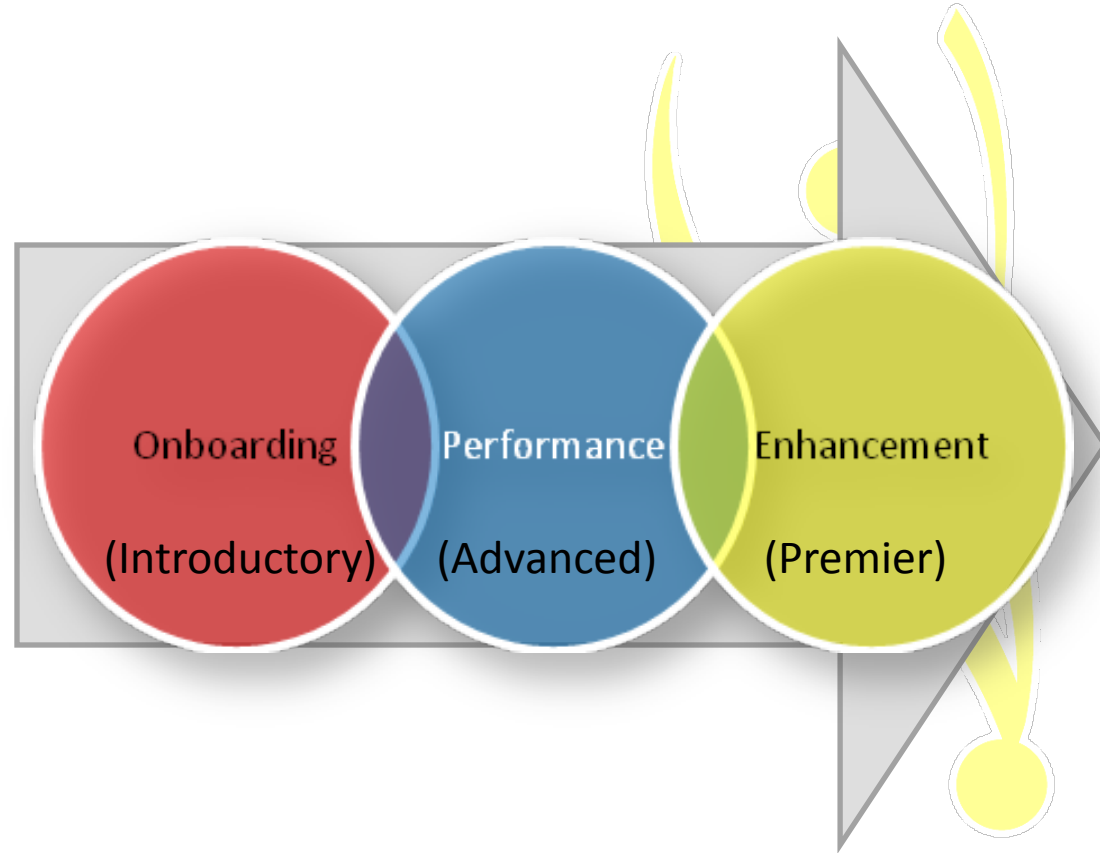 Onboarding
(Introductory)
Performance
(Advanced)
Enhancement
(Premier)